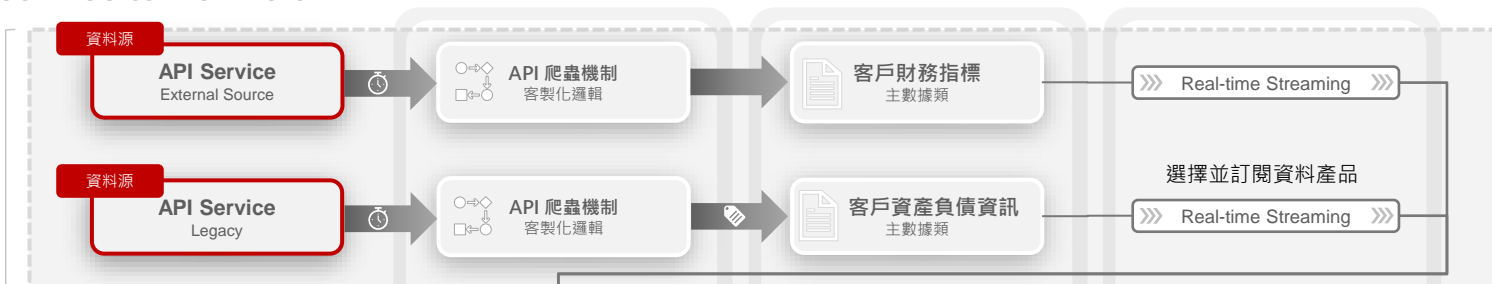 資料源
API Service
External Source
API 爬蟲機制
客製化邏輯
客戶財務指標
主數據類
Real-time Streaming
資料源
API Service
Legacy
API 爬蟲機制
客製化邏輯
客戶資產負債資訊
主數據類
選擇並訂閱資料產品
Real-time Streaming